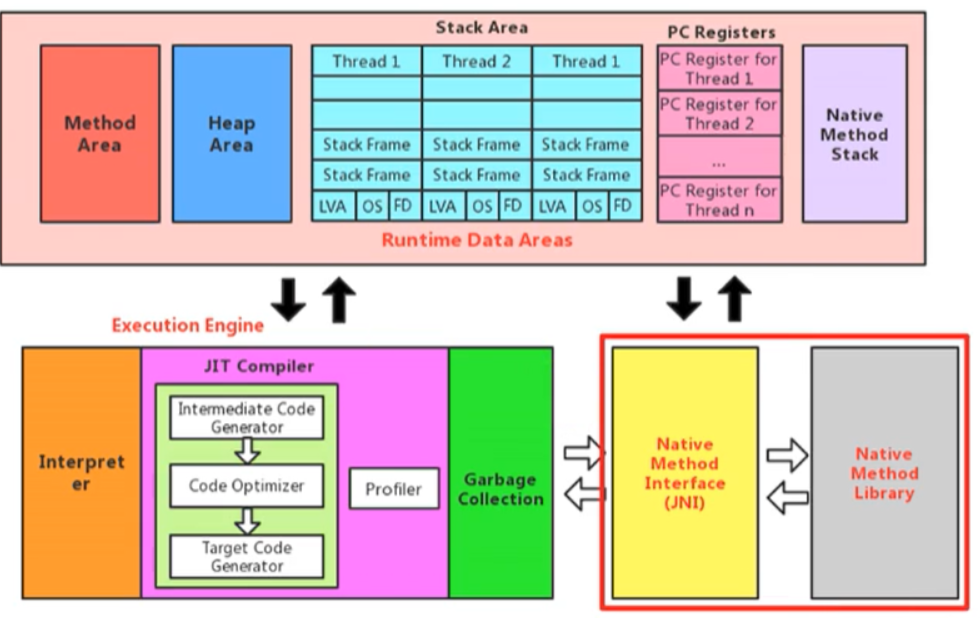 Stack Area
PC Registers
Method
Area
Heap
Area
Thread 1
Thread 2
Thread 1
Stack Frame
Stack Frame
Stack Frame
Stack Frame
Stack Frame
Stack Frame
LVA
OS
FD
LVA
OS
FD
LVA
OS
FD
PC Register for
Thread 1
PC Register for
Thread 2
...
PC Register for
Thread n
Native
Method
Stack
Runtime Data Areas
Execution Engine
Interpret
er
JIT Compiler
Intermediate Code
Generator
Code Optimizer
Target Code
Generator
Profiler
Garbage
Collection
Native
Method
Interface
(JNI)
Native
Method
Library